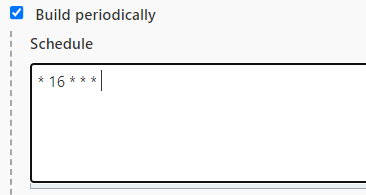 Build periodically
Schedule
* 16 * * *